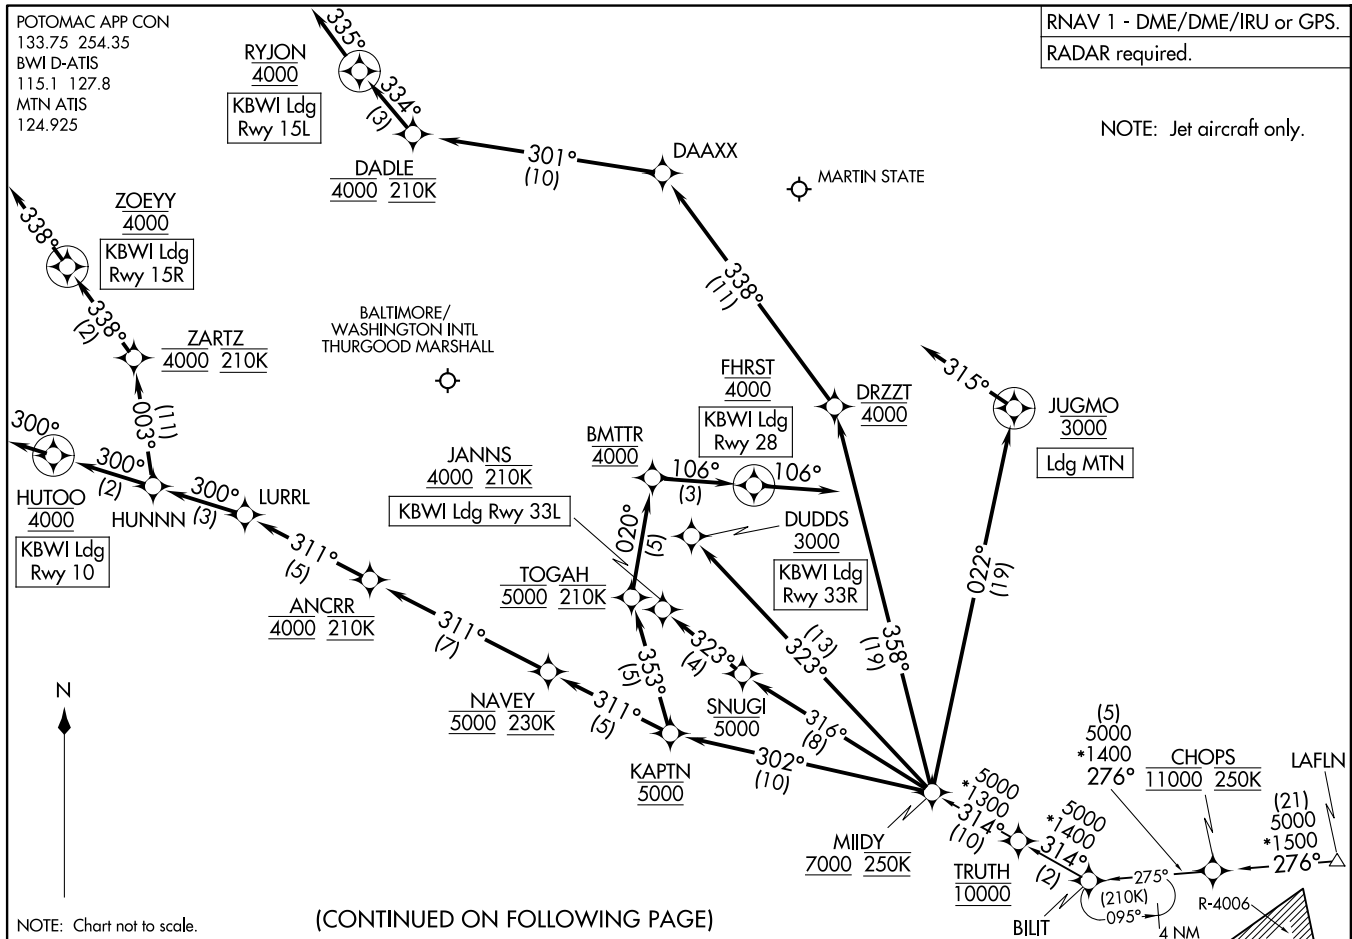 POTOMAC APP CON
133.75 254.35
BWI D-ATIS
115.1 127.8
MTN ATIS
124.925
RNAV 1 - DME/DME/IRU or GPS.
RADAR required.
NOTE: Jet aircraft only.
335°
RYJON
4000
KBWI Ldg
Rwy 15L
334°
(3)
DADLE
4000 210K
301°
(10)
DAAXX
MARTIN STATE
338°
ZOEYY
4000
KBWI Ldg
Rwy 15R
338°
(2)
ZARTZ
4000 210K
003°
(11)
BALTIMORE/
WASHINGTON INTL
THURGOOD MARSHALL
338°
(11)
FHRST
4000
KBWI Ldg
Rwy 28
DRZZT
4000
315°
JUGMO
3000
Ldg MTN
300°
HUTOO
4000
KBWI Ldg
Rwy 10
300°
(2)
HUNNN
300°
(3)
LURRL
JANNS
4000 210K
KBWI Ldg Rwy 33L
BMTTR
4000
106°
(3)
106°
DUDDS
3000
KBWI Ldg
Rwy 33R
311°
(5)
ANCRR
4000 210K
TOGAH
5000 210K
020°
(5)
311°
(7)
NAVEY
5000 230K
311°
(5)
353°
(5)
323°
(4)
SNUGI
5000
(13)
323°
358°
(19)
022°
(19)
316°
(8)
KAPTN
5000
302°
(10)
MIIDY
7000 250K
5000
*1300
314°
(10)
TRUTH
10000
5000
*1400
314°
(2)
BILIT
(5)
5000
*1400
276°
CHOPS
11000 250K
LAFLN
(21)
5000
*1500
276°
275°
(210K)
095°
4 NM
R-4006
N
NOTE: Chart not to scale.
(CONTINUED ON FOLLOWING PAGE)